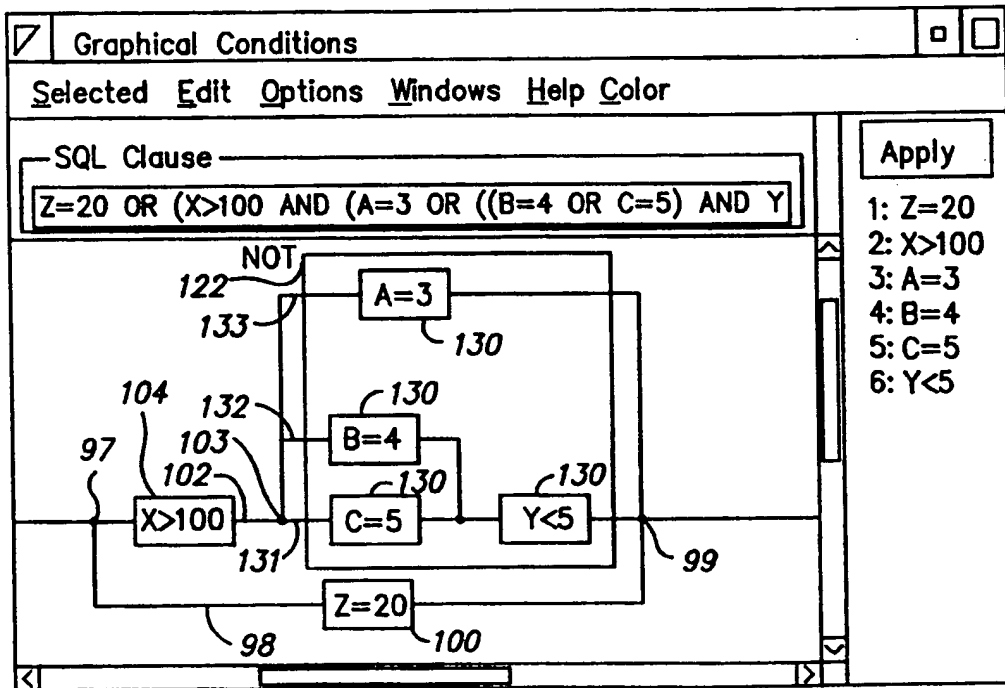 Graphical Conditions
Selected Edit Options Windows Help Color
SQL Clause
Z=20 OR (X>100 AND (A=3 OR ((B=4 OR C=5) AND Y
Apply
1: Z=20
2: X>100
3: A=3
4: B=4
5: C=5
6: Y<5
NOT
122
A=3
133
130
104
132
130
103
B=4
97
102
130
130
X>100
C=5
Y<5
131
99
Z=20
98
100